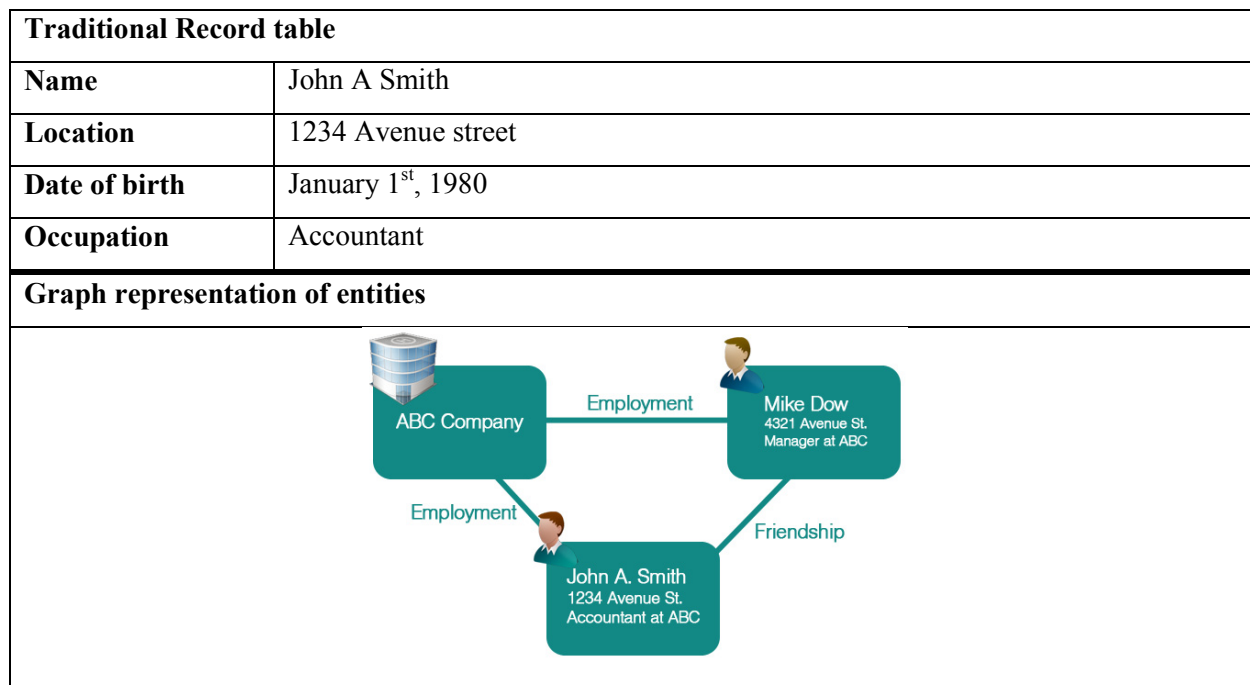 Traditional Record table
Name John A Smith
Location 1234 Avenue street
Date of birth January 1st, 1980
Occupation Accountant
Graph representation of entities
ABC Company
Employment
Mike Dow
4321 Avenue St.
Manager at ABC
Employment
Friendship
John A. Smith
1234 Avenue St.
Accountant at ABC